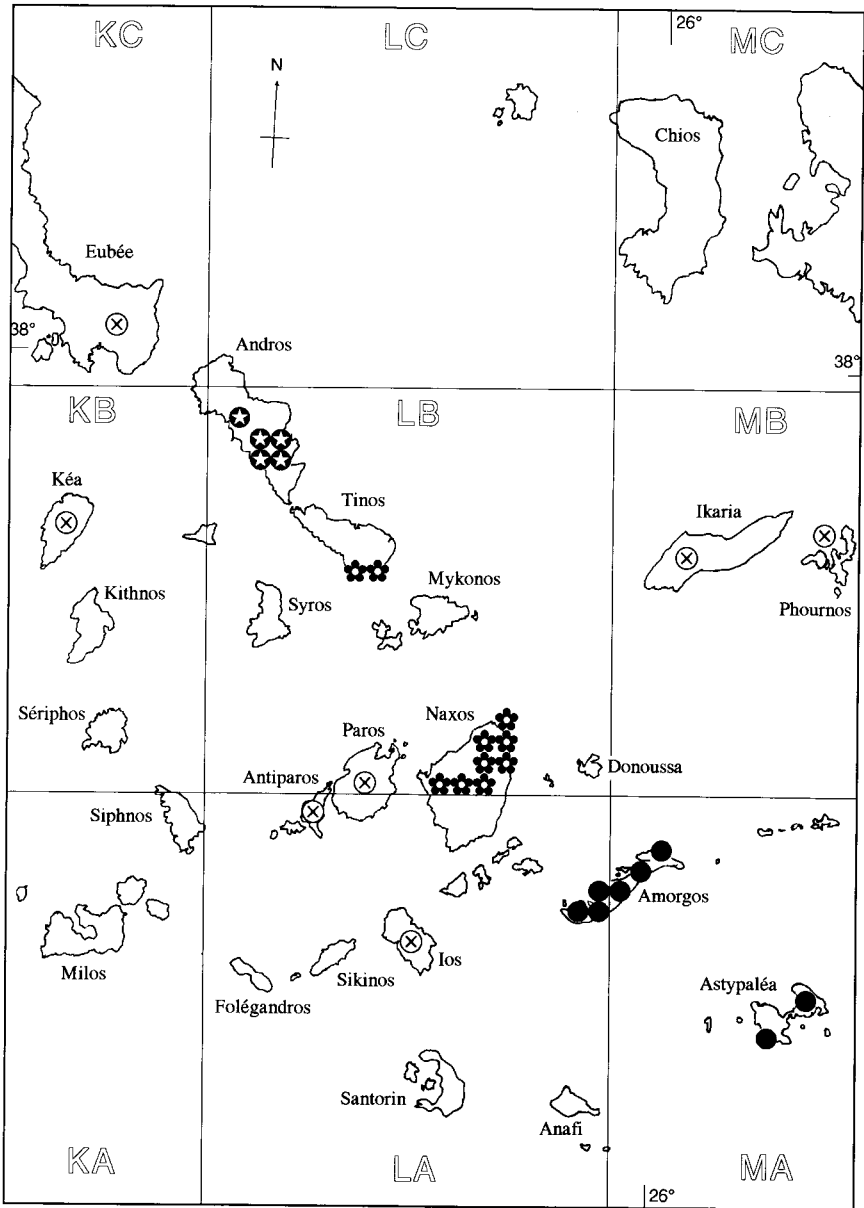 KC
LC
26°
MC
N
Chios
Eubée
38°
Andros
38°
KB
LB
MB
Kéa
Tinos
Ikaria
Kithnos
Syros
Mykonos
Phournos
Sériphos
Paros
Naxos
Antiparos
Donoussa
Siphnos
Amorgos
Milos
Ios
Sikinos
Folégandros
Astypaléa
Santorin
Anafi
KA
LA
MA
26°